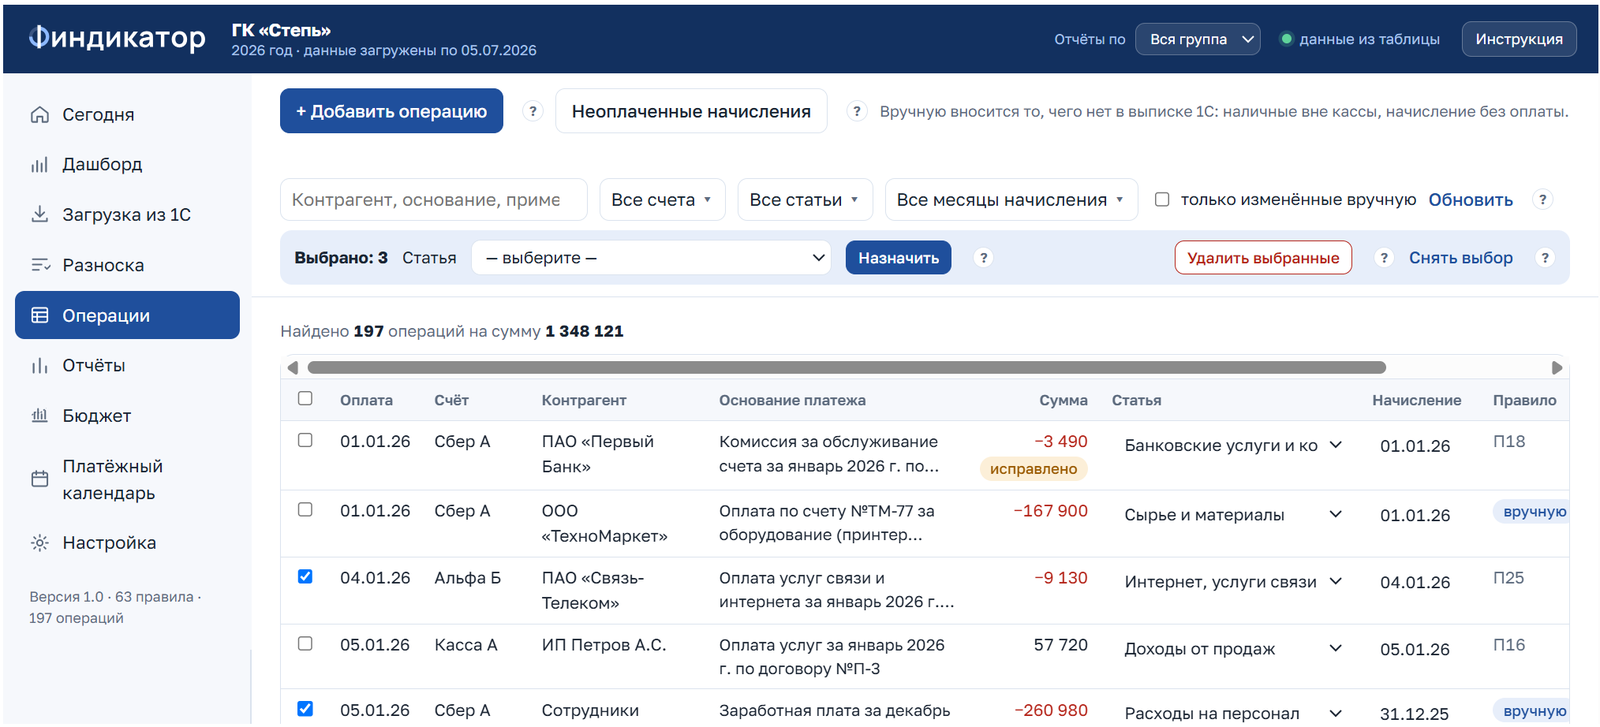 Финдикатор
ГК «Степь»
2026 год · данные загружены по 05.07.2026
Отчёты по
Вся группа
данные из таблицы
Инструкция
Сегодня
Дашборд
Загрузка из 1С
Разноска
Операции
Отчёты
Бюджет
Платёжный
календарь
Настройка
Версия 1.0 · 63 правила ·
197 операций
+ Добавить операцию
?
Неоплаченные начисления
?
Вручную вносится то, чего нет в выписке 1С: наличные вне кассы, начисление без оплаты.
Контрагент, основание, приме
Все счета
Все статьи
Все месяцы начисления
только изменённые вручную
Обновить
?
Выбрано: 3
Статья
— выберите —
Назначить
?
Удалить выбранные
?
Снять выбор
?
Найдено 197 операций на сумму 1 348 121
Оплата Счёт Контрагент Основание платежа Сумма Статья Начисление Правило
01.01.26 Сбер А ПАО «Первый Комиссия за обслуживание −3 490 Банковские услуги и ко 01.01.26 П18
Банк» счета за январь 2026 г. по... исправлено
01.01.26 Сбер А ООО Оплата по счету №ТМ-77 за −167 900 Сырье и материалы 01.01.26 вручную
«ТехноМаркет» оборудование (принтер...
04.01.26 Альфа Б ПАО «Связь- Оплата услуг связи и −9 130 Интернет, услуги связи 04.01.26 П25
Телеком» интернета за январь 2026 г....
05.01.26 Касса А ИП Петров А.С. Оплата услуг за январь 2026 57 720 Доходы от продаж 05.01.26 П16
г. по договору №П-3
05.01.26 Сбер А Сотрудники Заработная плата за декабрь −260 980 Расходы на персонал 31.12.25 вручную